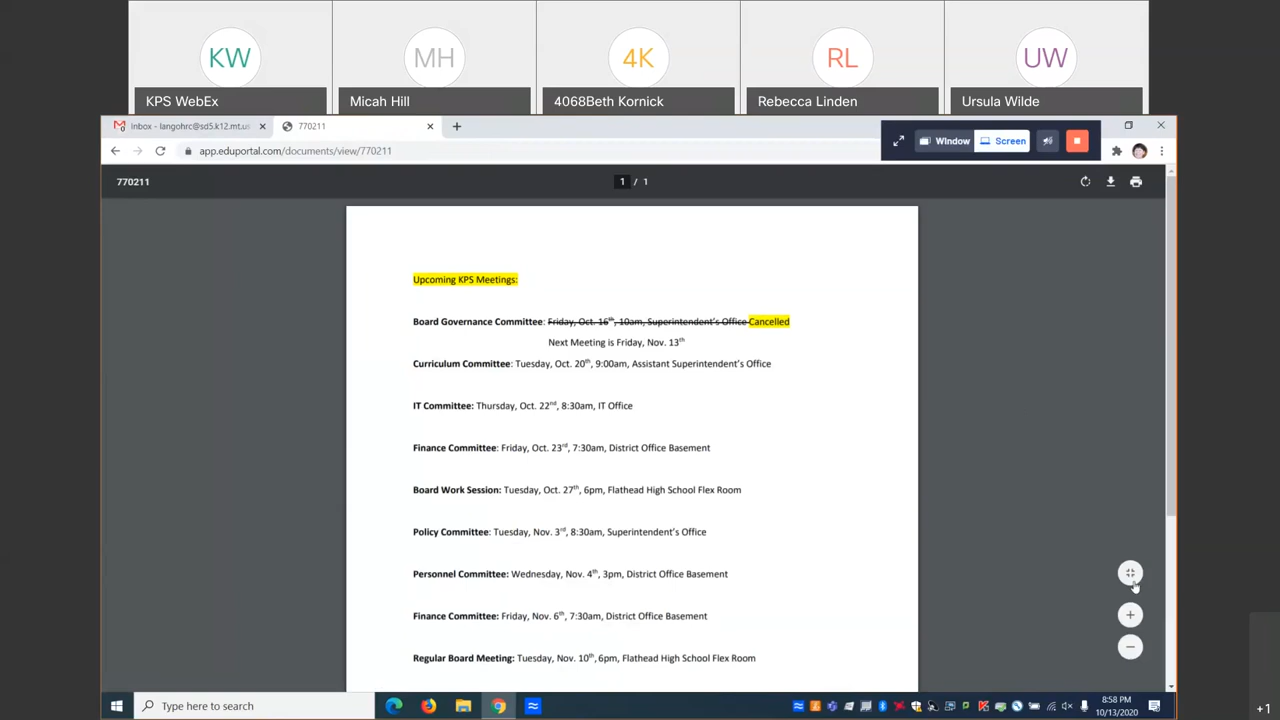 KW
MH
4K
RL
UW
KPS WebEx
Micah Hill
4068Beth Kornick
Rebecca Linden
Ursula Wilde
Inbox - langohrc@sd5.k12.mt.us
770211
Window
Screen
app.eduportal.com/documents/view/770211
770211
1 / 1
Upcoming KPS Meetings:
Board Governance Committee: Friday, Oct. 16th, 10am, Superintendent's Office Cancelled
Next Meeting is Friday, Nov. 13th
Curriculum Committee: Tuesday, Oct. 20th, 9:00am, Assistant Superintendent's Office
IT Committee: Thursday, Oct. 22nd, 8:30am, IT Office
Finance Committee: Friday, Oct. 23rd, 7:30am, District Office Basement
Board Work Session: Tuesday, Oct. 27th, 6pm, Flathead High School Flex Room
Policy Committee: Tuesday, Nov. 3rd, 8:30am, Superintendent's Office
Personnel Committee: Wednesday, Nov. 4th, 3pm, District Office Basement
Finance Committee: Friday, Nov. 6th, 7:30am, District Office Basement
Regular Board Meeting: Tuesday, Nov. 10th, 6pm, Flathead High School Flex Room
Type here to search
8:58 PM
10/13/2020
+1